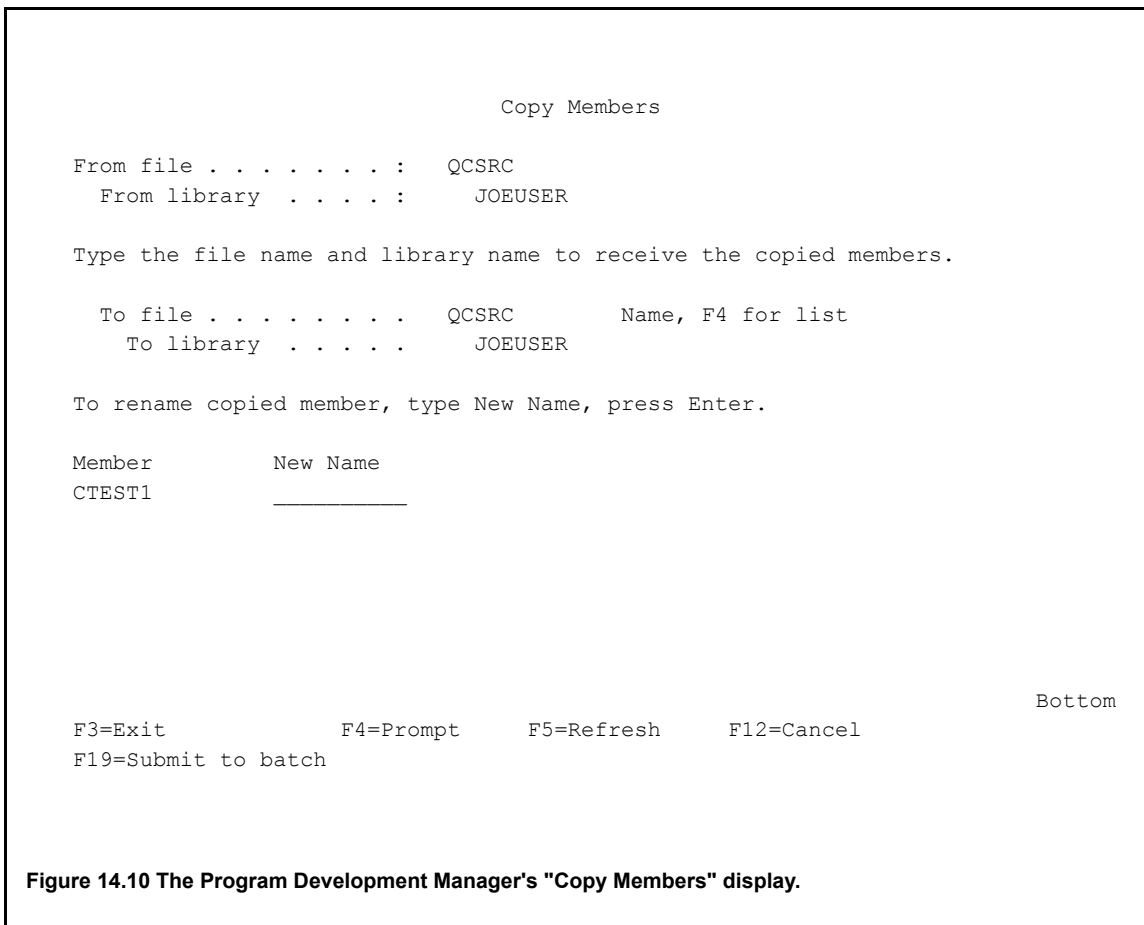 Copy Members
From file . . . . . . . :   QCSRC
From library  . . . . :     JOEUSER
Type the file name and library name to receive the copied members.
To file . . . . . . . .   QCSRC        Name, F4 for list
To library  . . . . .     JOEUSER
To rename copied member, type New Name, press Enter.
Member         New Name
CTEST1         __________
Bottom
F3=Exit             F4=Prompt     F5=Refresh     F12=Cancel
F19=Submit to batch
Figure 14.10 The Program Development Manager's "Copy Members" display.